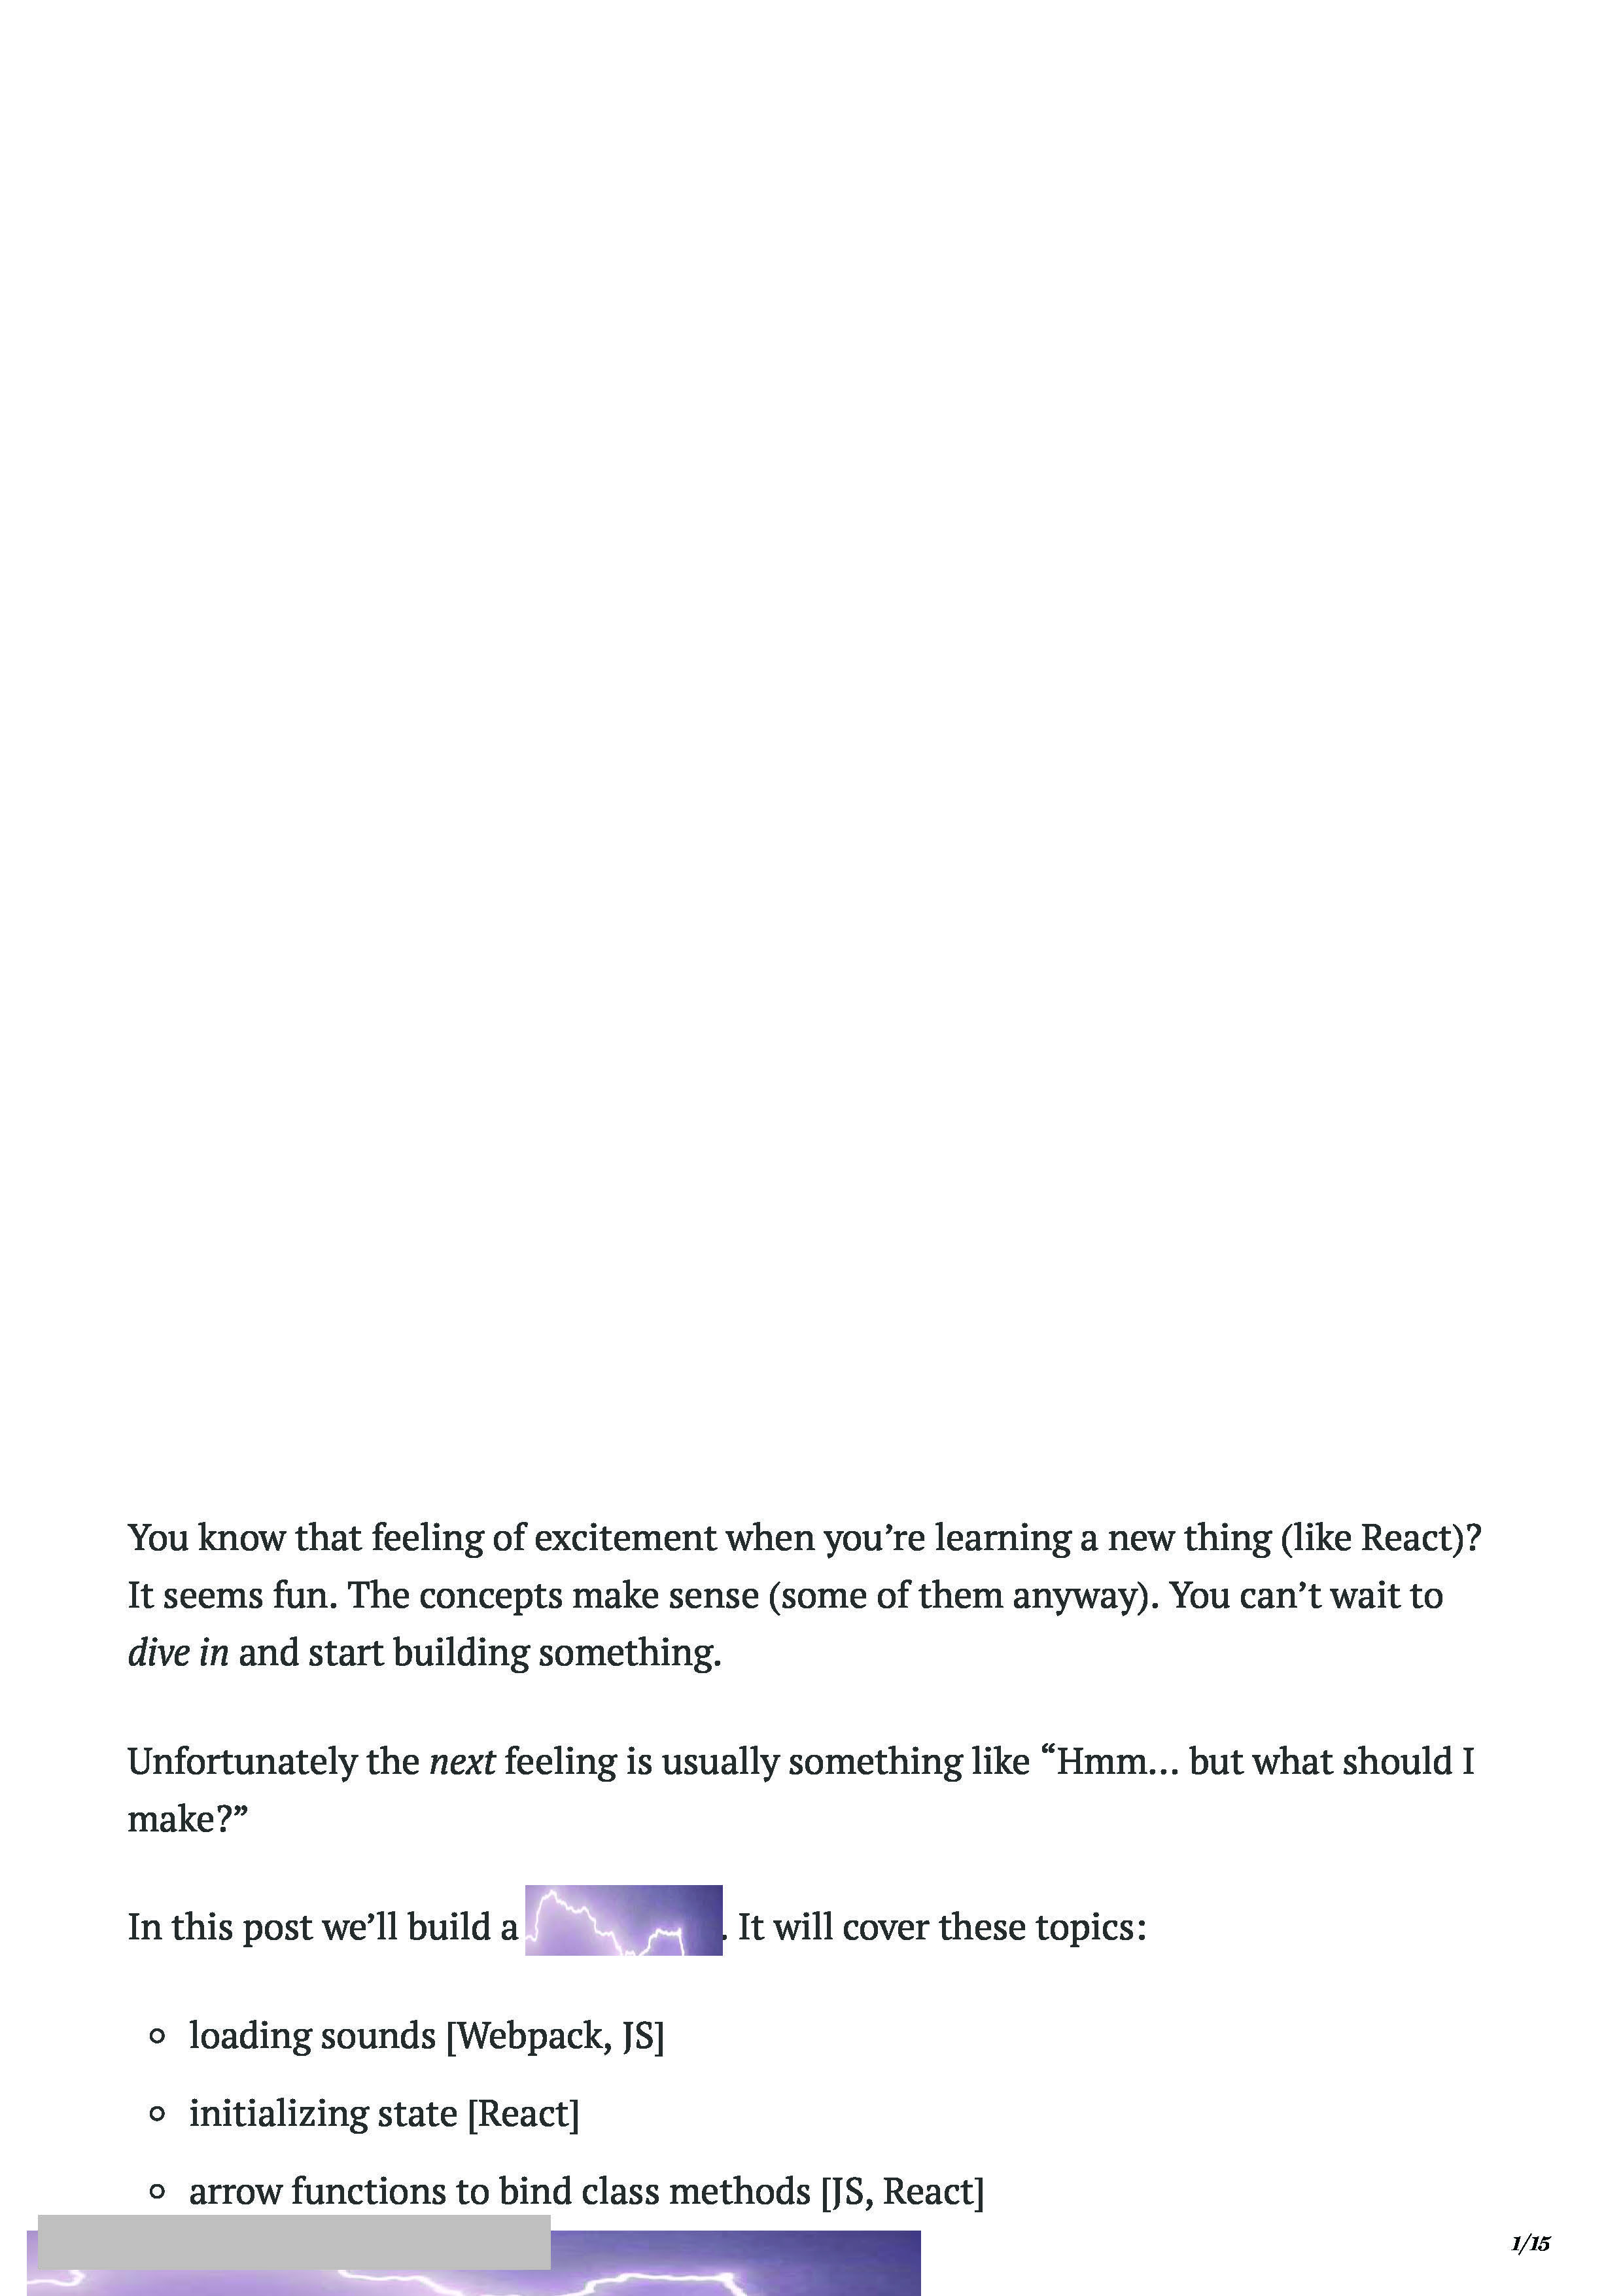 You know that feeling of excitement when you’re learning a new thing (like React)?
It seems fun. The concepts make sense (some of them anyway). You can’t wait to
dive in and start building something.
Unfortunately the next feeling is usually something like “Hmm… but what should I
make?”
In this post we’ll build a . It will cover these topics:
loading sounds [Webpack, JS]
initializing state [React]
arrow functions to bind class methods [JS, React]
1/15